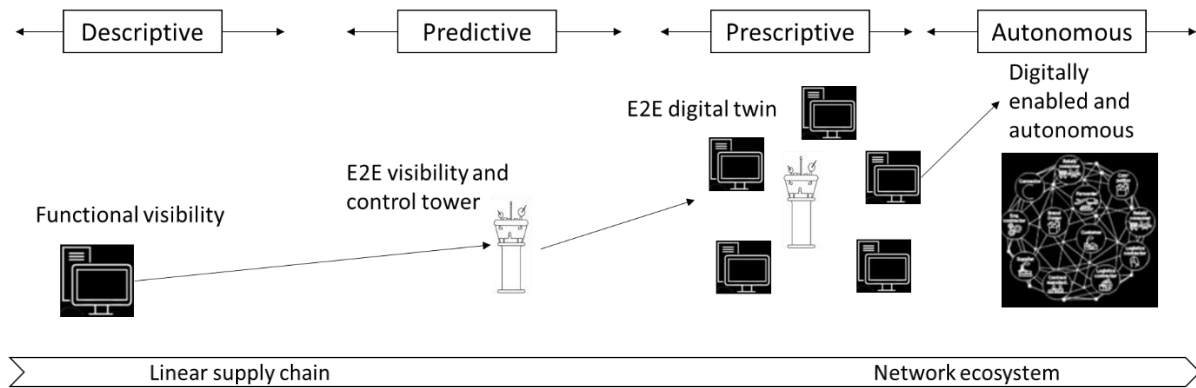 Descriptive
Predictive
Prescriptive
Autonomous
Digitally
enabled and
autonomous
E2E digital twin
E2E visibility and
control tower
Functional visibility
Customer
Linear supply chain
Network ecosystem